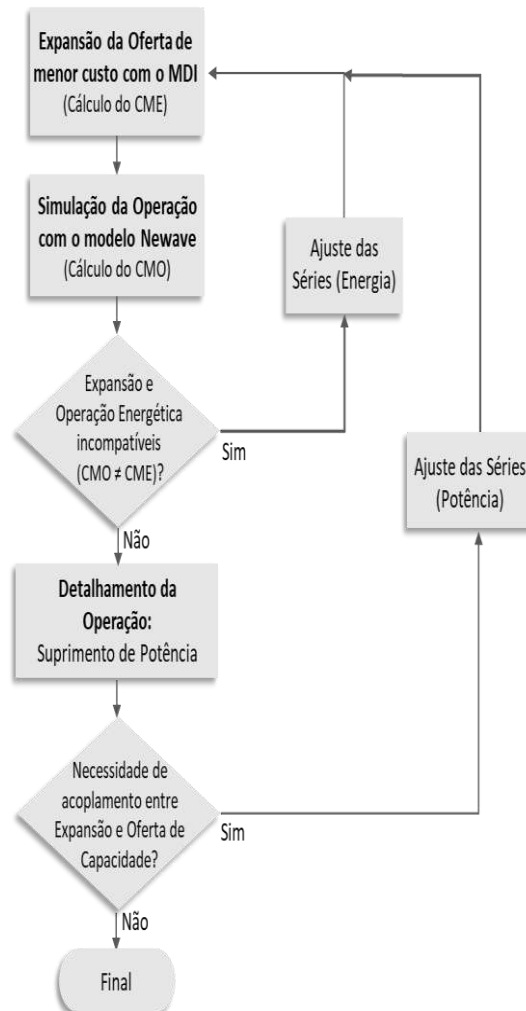 Expansão da Oferta de
menor custo com o MDI
(Cálculo do CME)
Simulação da Operação
com o modelo Newave
(Cálculo do CMO)
Ajuste das
Séries (Energia)
Expansão e
Operação Energética
incompatíveis
(CMO ≠ CME)?
Sim
Ajuste das Séries
(Potência)
Não
Detalhamento da
Operação:
Suprimento de Potência
Necessidade de
acoplamento entre
Expansão e Oferta de
Capacidade?
Sim
Não
Final